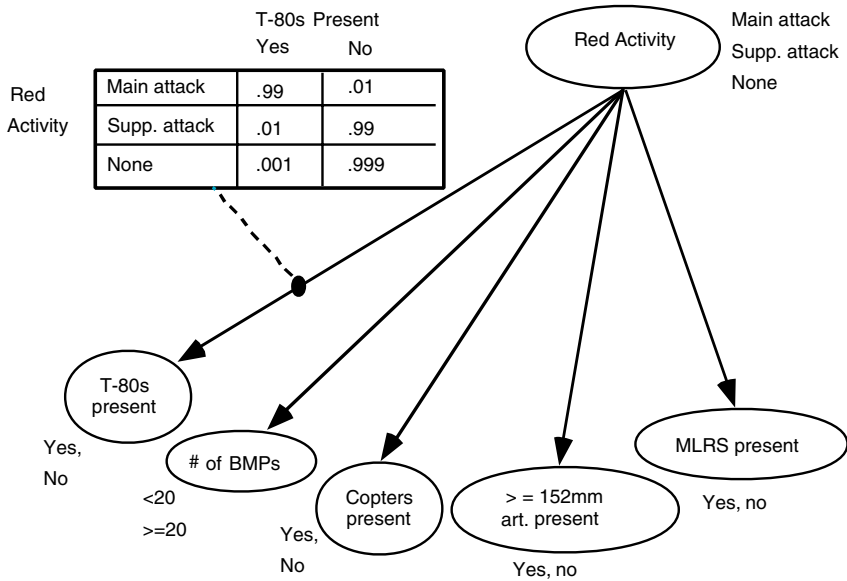 T-80s Present
Yes No
Red Activity
Main attack
Supp. attack
None
Red
Activity
Main attack .99 .01
Supp. attack .01 .99
None .001 .999
T-80s
present
Yes,
No
# of BMPs
<20
>=20
Copters
present
Yes,
No
> = 152mm
art. present
Yes, no
MLRS present
Yes, no